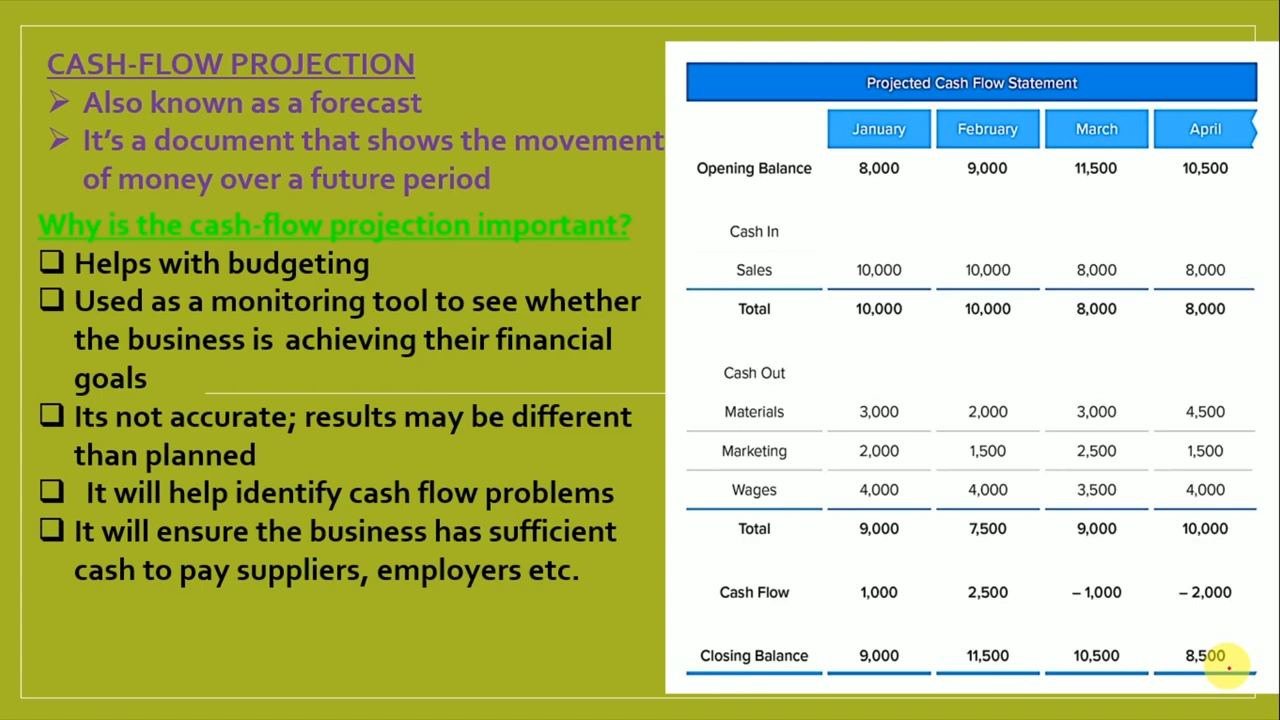 CASH-FLOW PROJECTION
Also known as a forecast
It's a document that shows the movement
of money over a future period
Why is the cash-flow projection important?
Helps with budgeting
Used as a monitoring tool to see whether
the business is achieving their financial
goals
Its not accurate; results may be different
than planned
It will help identify cash flow problems
It will ensure the business has sufficient
cash to pay suppliers, employers etc.
Projected Cash Flow Statement
January February March April
Opening Balance 8,000 9,000 11,500 10,500
Cash In
Sales 10,000 10,000 8,000 8,000
Total 10,000 10,000 8,000 8,000
Cash Out
Materials 3,000 2,000 3,000 4,500
Marketing 2,000 1,500 2,500 1,500
Wages 4,000 4,000 3,500 4,000
Total 9,000 7,500 9,000 10,000
Cash Flow 1,000 2,500 – 1,000 – 2,000
Closing Balance 9,000 11,500 10,500 8,500